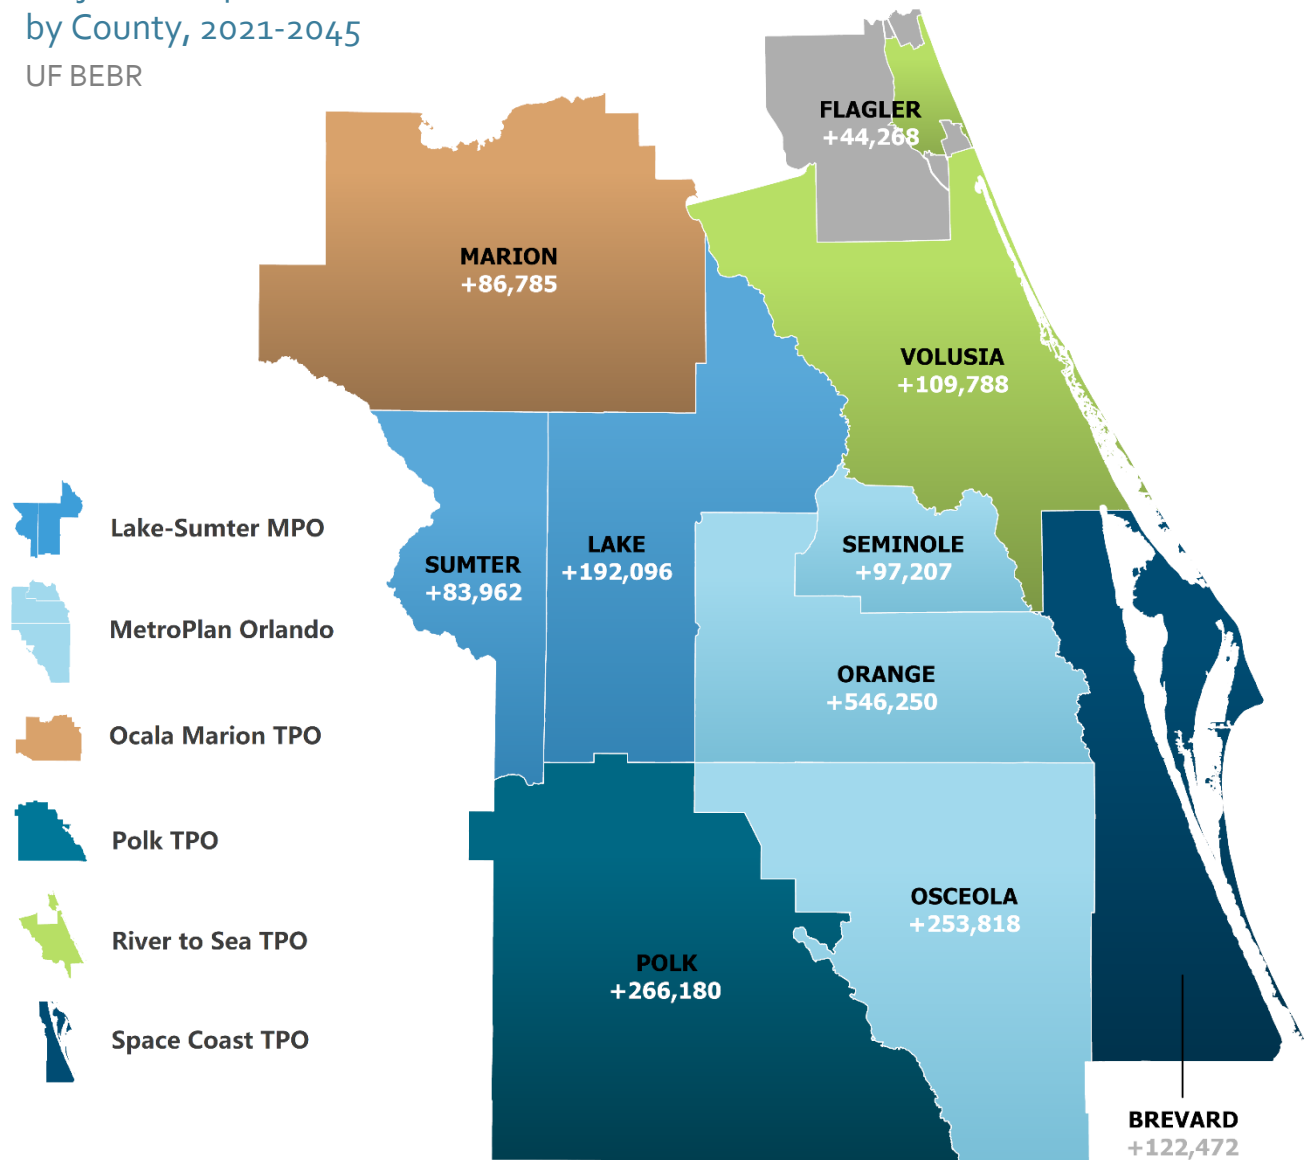 by County, 2021-2045
UF BEBR
FLAGLER
+44,268
MARION
+86,785
VOLUSIA
+109,788
Lake-Sumter MPO
SUMTER
+83,962
LAKE
+192,096
SEMINOLE
+97,207
MetroPlan Orlando
ORANGE
+546,250
Ocala Marion TPO
Polk TPO
OSCEOLA
+253,818
River to Sea TPO
POLK
+266,180
Space Coast TPO
BREVARD
+122,472